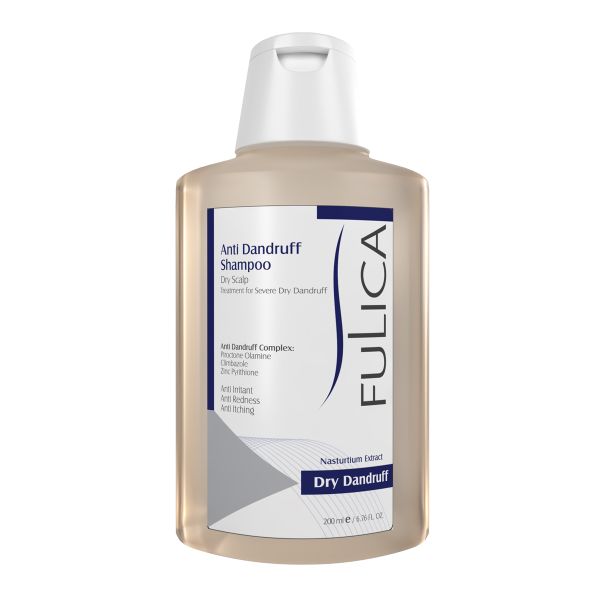 Anti Dandruff
Shampoo
Dry Scalp
Treatment for Severe Dry Dandruff
Anti Dandruff Complex:
Piroctone Olamine
Climbazole
Zinc Pyrithione
Anti Irritant
Anti Redness
Anti Itching
FULICA
Nasturtium Extract
Dry Dandruff
200 ml e / 6.76 FL. OZ.